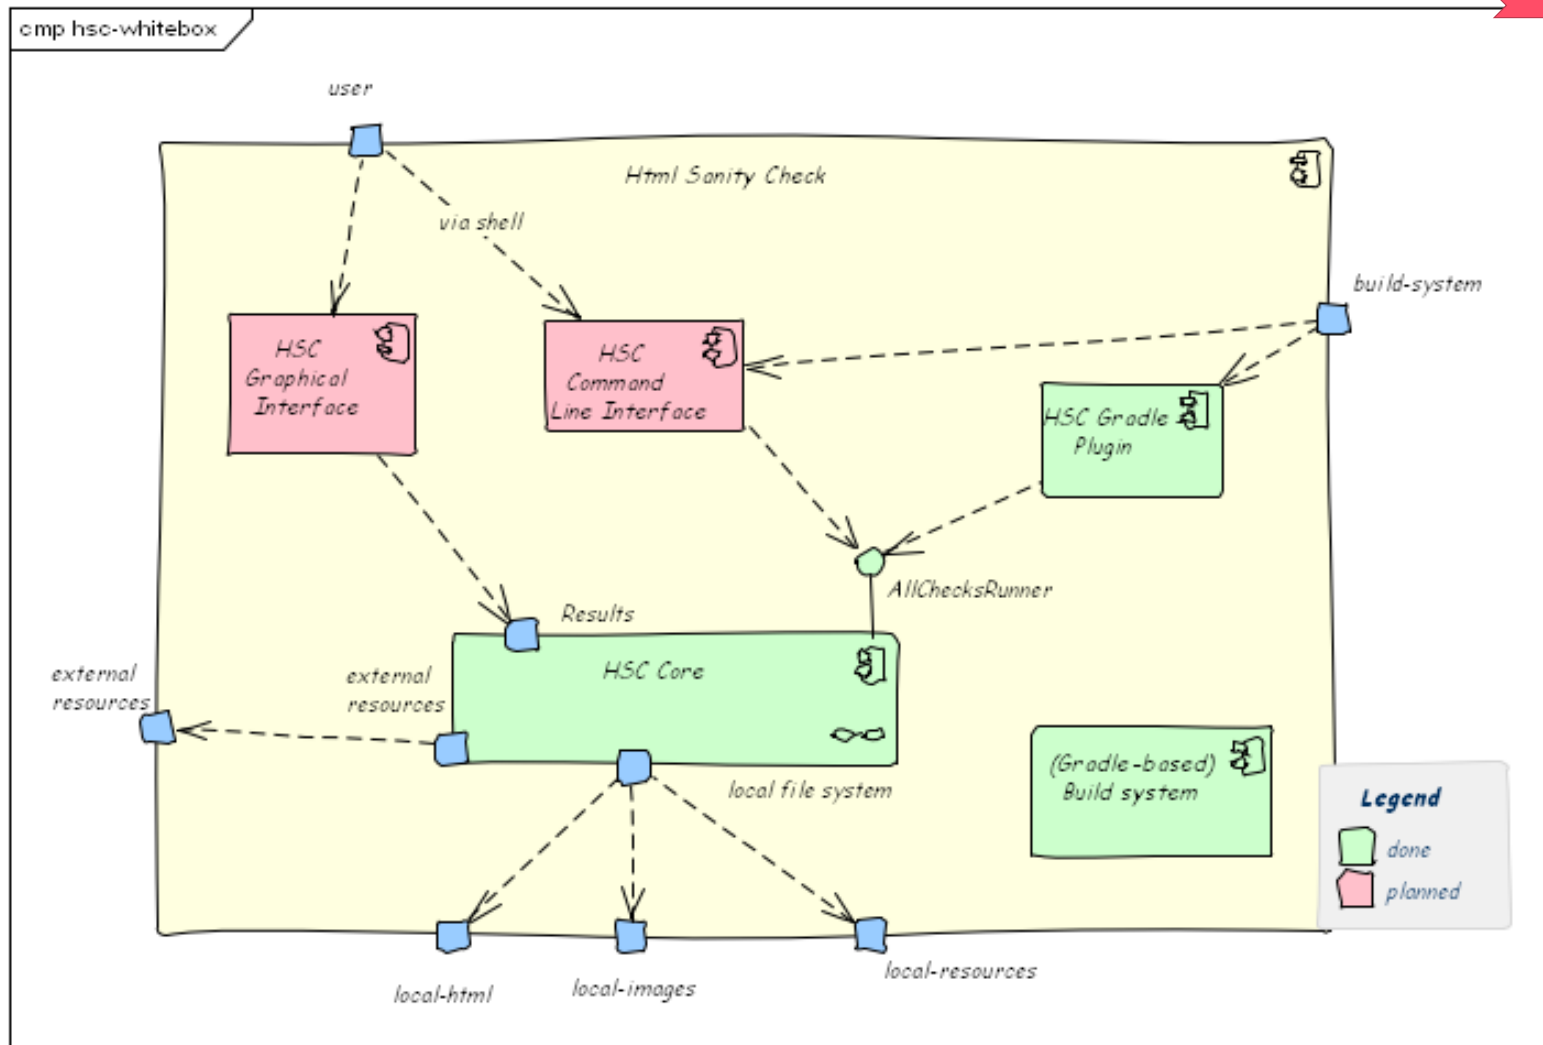 cmp hsc-whitebox
user
Html Sanity Check
via shell
build-system
HSC
Graphical
Interface
HSC
Command
Line Interface
HSC Gradle
Plugin
AllChecksRunner
Results
HSC Core
external
resources
external
resources
local file system
(Gradle-based)
Build system
Legend
done
planned
local-html
local-images
local-resources